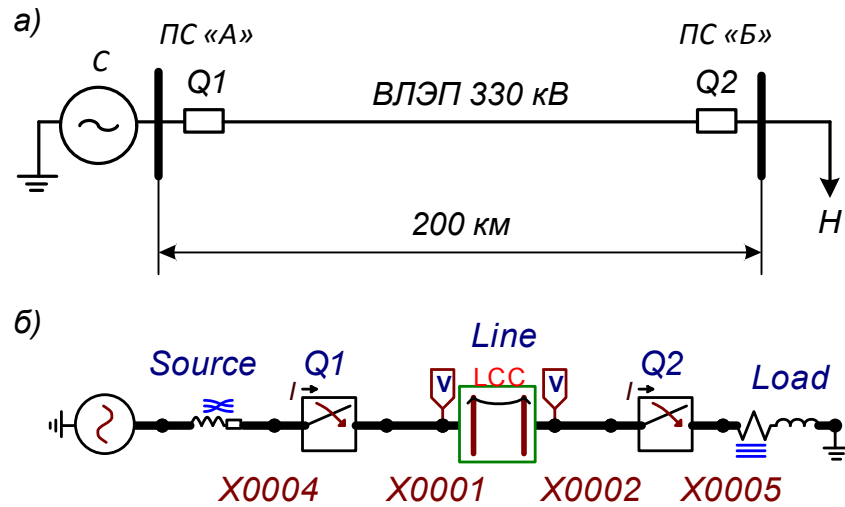 а)
ПС «А»
ПС «Б»
С
Q1
ВЛЭП 330 кВ
Q2
200 км
Н
б)
Source
Q1
Line
Q2
Load
I
V
LCC
V
I
X0004
X0001
X0002
X0005